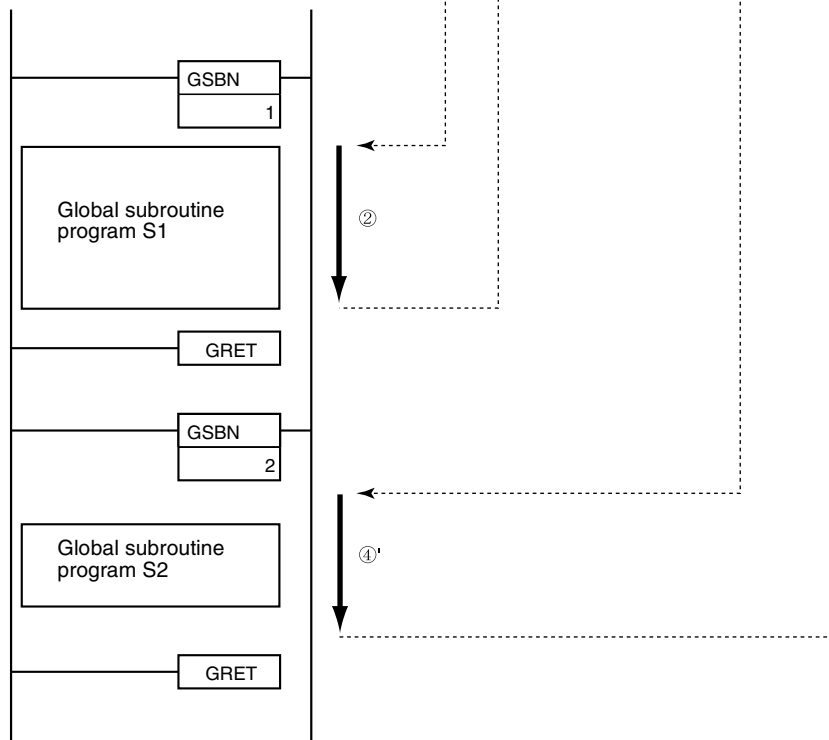 GSBN
1
Global subroutine
program S1
②
GRET
GSBN
2
Global subroutine
program S2
④'
GRET